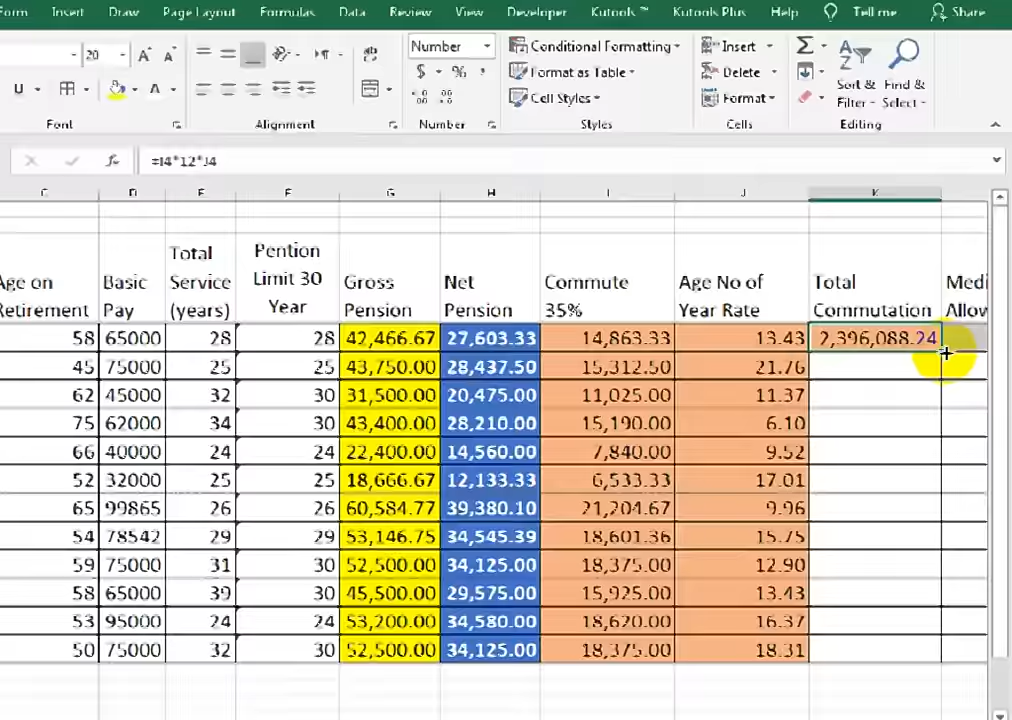 Form Insert Draw Page Layout Formulas Data Review View Developer Kutools ™ Kutools Plus Help Tell me Share
20 A A ab Number Conditional Formatting Insert Σ
U A $ % , Format as Table Delete Sort & Find &
Cell Styles Format Filter Select
Font Alignment Number Styles Cells Editing
fx =I4*12*J4
C D E F G H I J K
Age on Retirement Basic Pay Total Service (years) Pention Limit 30 Year Gross Pension Net Pension Commute 35% Age No of Year Rate Total Commutation Medi Allow
58 65000 28 28 42,466.67 27,603.33 14,863.33 13.43 2,396,088.24
45 75000 25 25 43,750.00 28,437.50 15,312.50 21.76
62 45000 32 30 31,500.00 20,475.00 11,025.00 11.37
75 62000 34 30 43,400.00 28,210.00 15,190.00 6.10
66 40000 24 24 22,400.00 14,560.00 7,840.00 9.52
52 32000 25 25 18,666.67 12,133.33 6,533.33 17.01
65 99865 26 26 60,584.77 39,380.10 21,204.67 9.96
54 78542 29 29 53,146.75 34,545.39 18,601.36 15.75
59 75000 31 30 52,500.00 34,125.00 18,375.00 12.90
58 65000 39 30 45,500.00 29,575.00 15,925.00 13.43
53 95000 24 24 53,200.00 34,580.00 18,620.00 16.37
50 75000 32 30 52,500.00 34,125.00 18,375.00 18.31